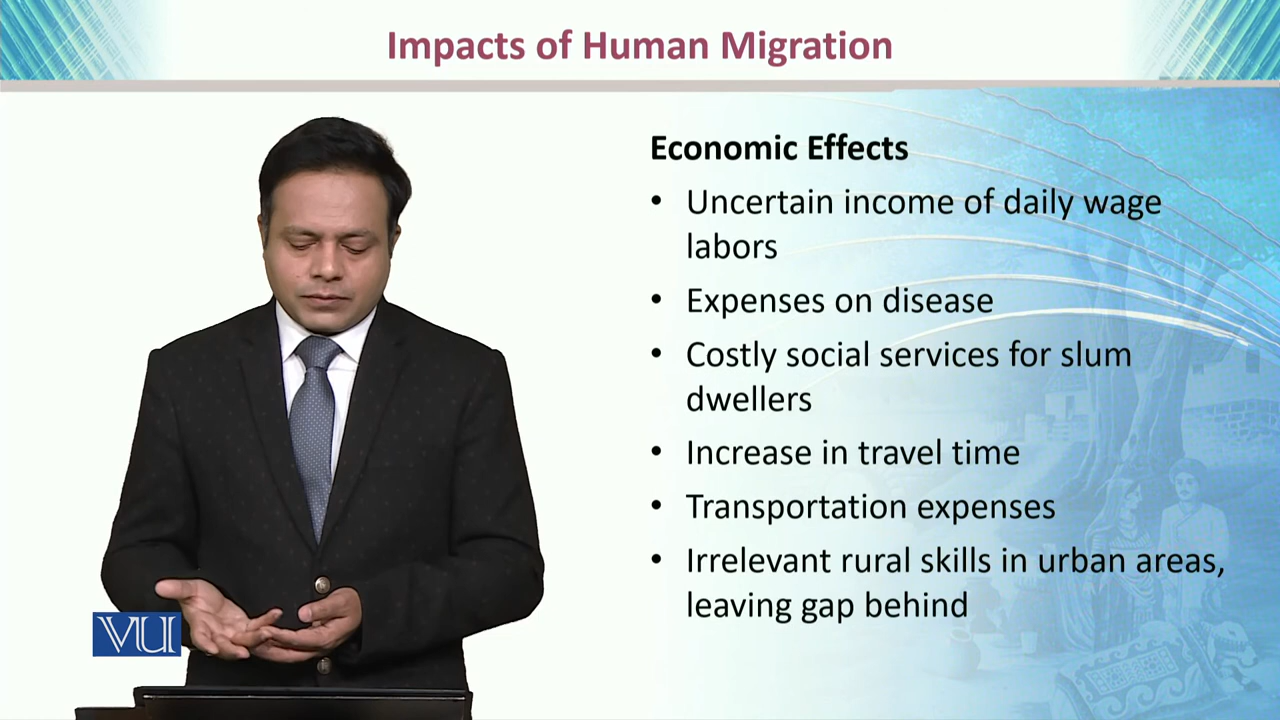 Impacts of Human Migration
Economic Effects
• Uncertain income of daily wage
labors
• Expenses on disease
• Costly social services for slum
dwellers
• Increase in travel time
• Transportation expenses
• Irrelevant rural skills in urban areas,
leaving gap behind
VU